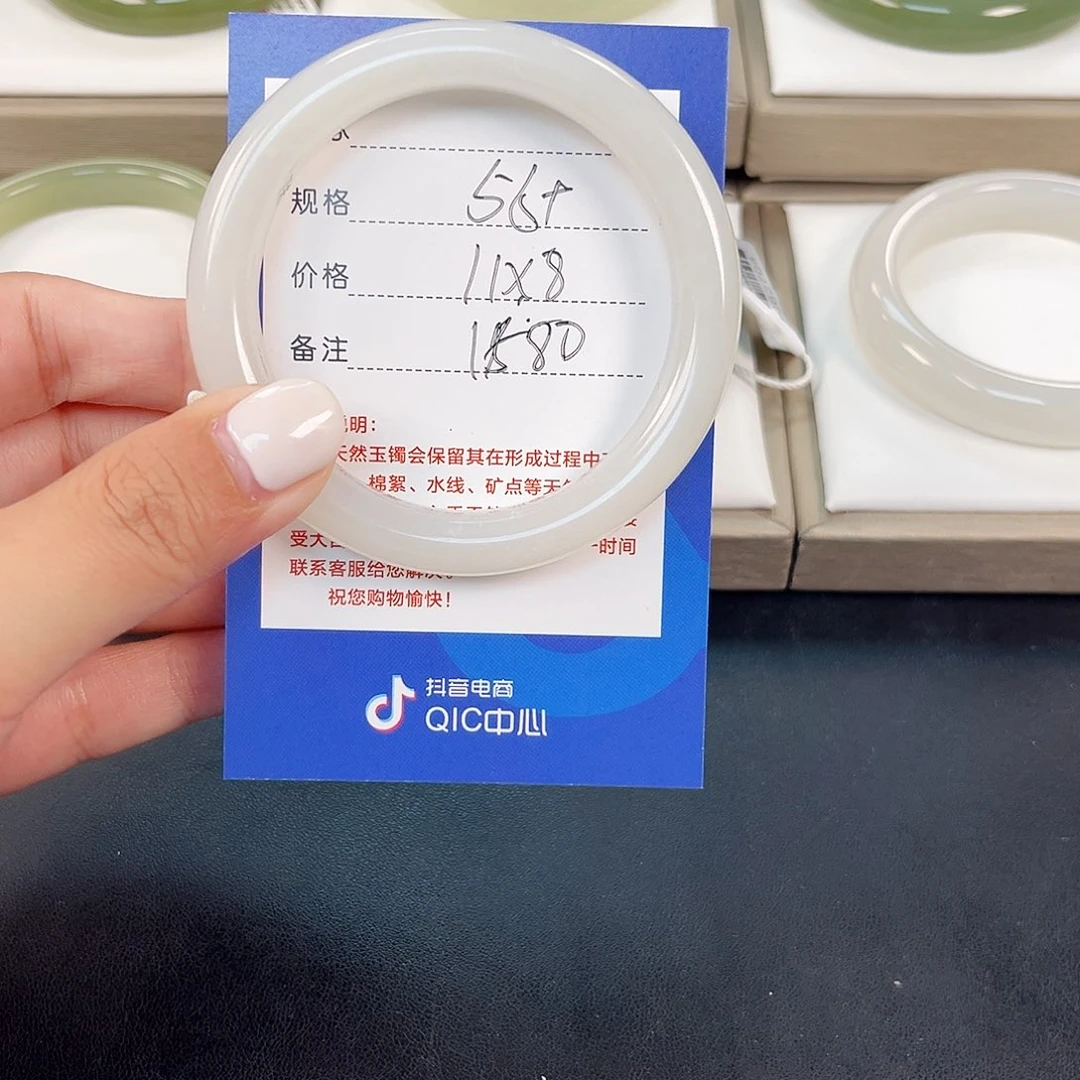 规格 56+
价格 11x8
备注 1580
明：
天然玉镯会保留其在形成过程中
棉絮、水线、矿点等天
受大
时间
联系客服给您解决。
祝您购物愉快！
抖音电商
QIC中心